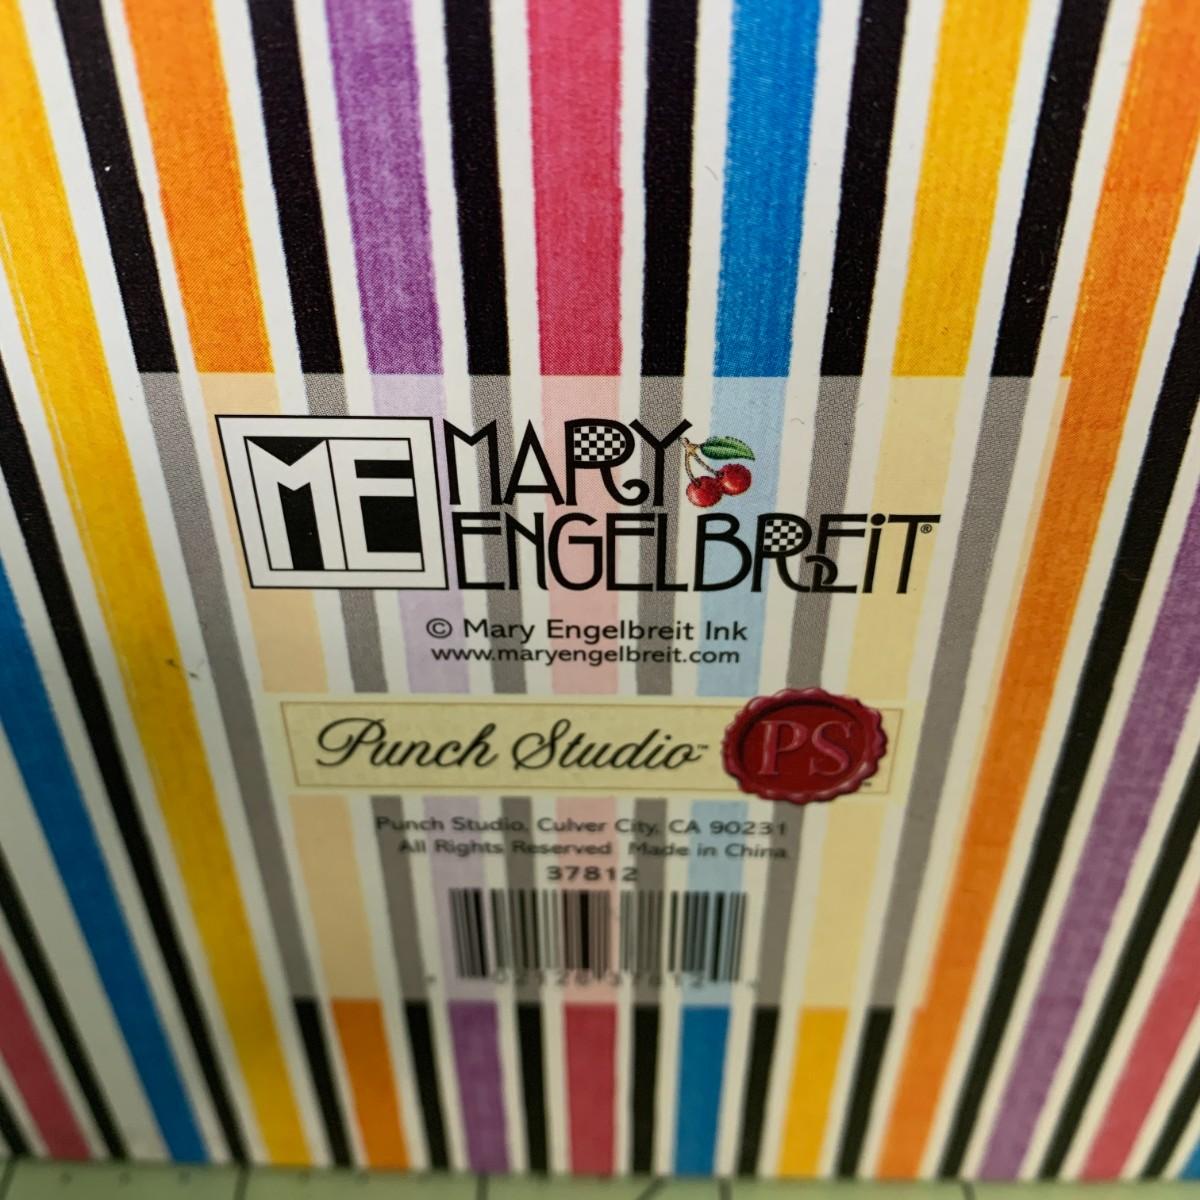 ME
MARY
ENGELBREiT®
© Mary Engelbreit Ink
www.maryengelbreit.com
Punch Studio™
PS™
Punch Studio, Culver City, CA 90231
All Rights Reserved Made in China
37812